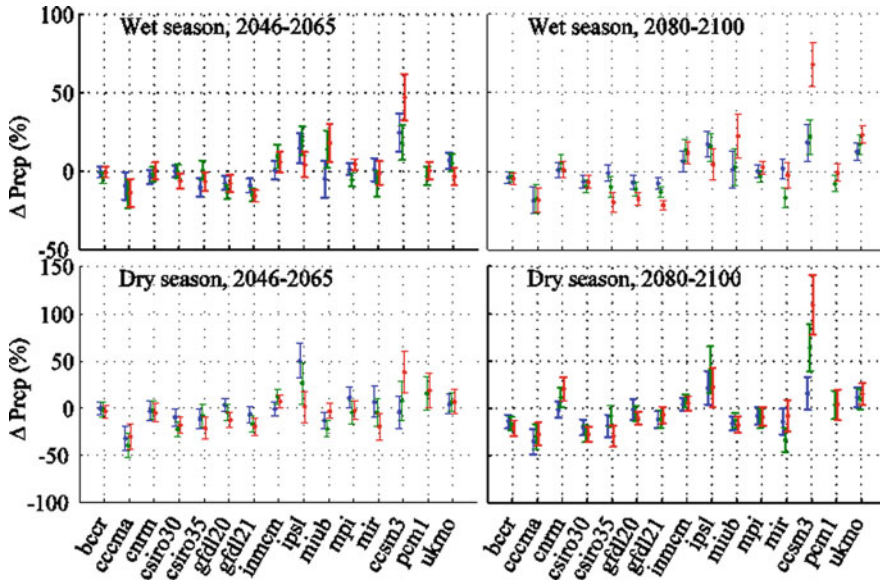 Wet season, 2046-2065
Wet season, 2080-2100
100
50
0
-50
Δ Prcp (%)
Dry season, 2046-2065
Dry season, 2080-2100
150
100
50
0
-50
-100
Δ Prcp (%)
bccr
cccma
cnrm
csiro30
csiro35
gfdl20
gfdl21
inmcm
ipsl
miub
mpi
mir
ccsm3
pcm1
ukmo
bccr
cccma
cnrm
csiro30
csiro35
gfdl20
gfdl21
inmcm
ipsl
miub
mpi
mir
ccsm3
pcm1
ukmo